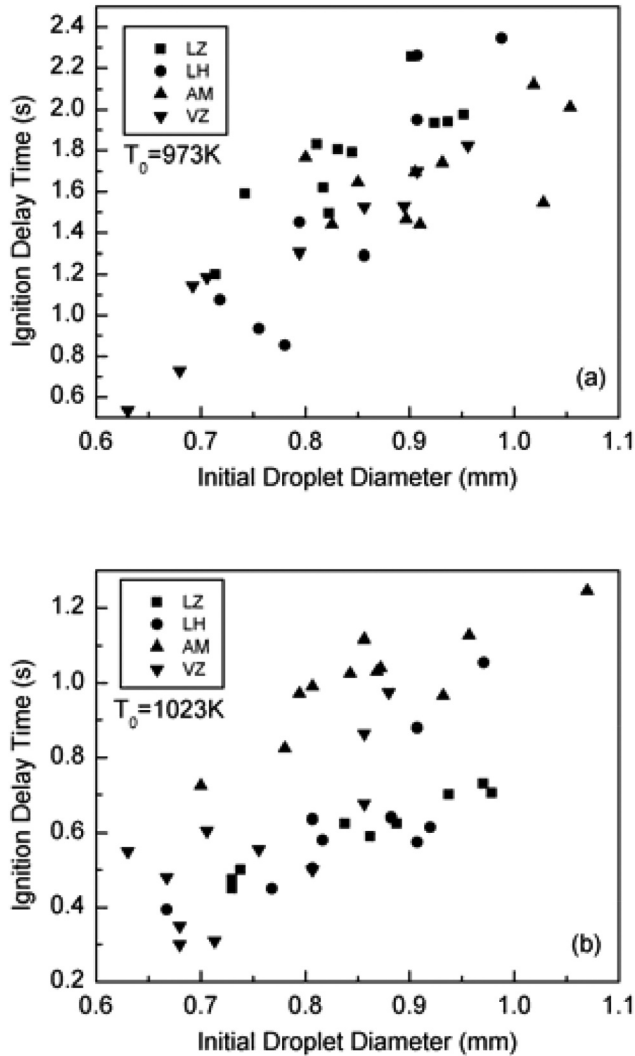 2.4
2.2
2.0
1.8
1.6
1.4
1.2
1.0
0.8
0.6
Ignition Delay Time (s)
LZ
LH
AM
VZ
T0=973K
(a)
0.6 0.7 0.8 0.9 1.0 1.1
Initial Droplet Diameter (mm)
1.2
1.0
0.8
0.6
0.4
0.2
Ignition Delay Time (s)
LZ
LH
AM
VZ
T0=1023K
(b)
0.6 0.7 0.8 0.9 1.0 1.1
Initial Droplet Diameter (mm)